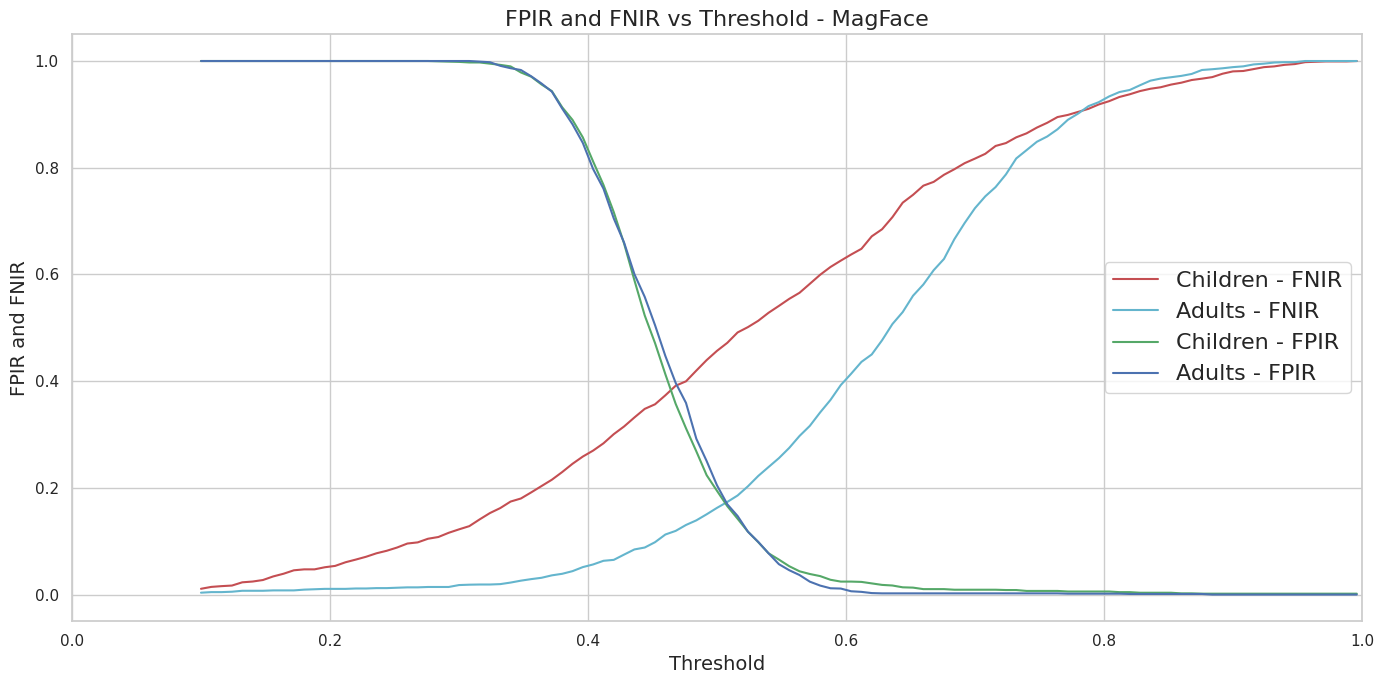 FPIR and FNIR vs Threshold - MagFace
FPIR and FNIR
1.0
0.8
0.6
0.4
0.2
0.0
0.0 0.2 0.4 0.6 0.8 1.0
Threshold
Children - FNIR
Adults - FNIR
Children - FPIR
Adults - FPIR